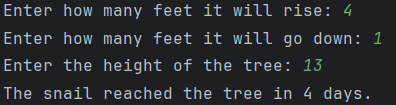 Enter how many feet it will rise: 4
Enter how many feet it will go down: 1
Enter the height of the tree: 13
The snail reached the tree in 4 days.